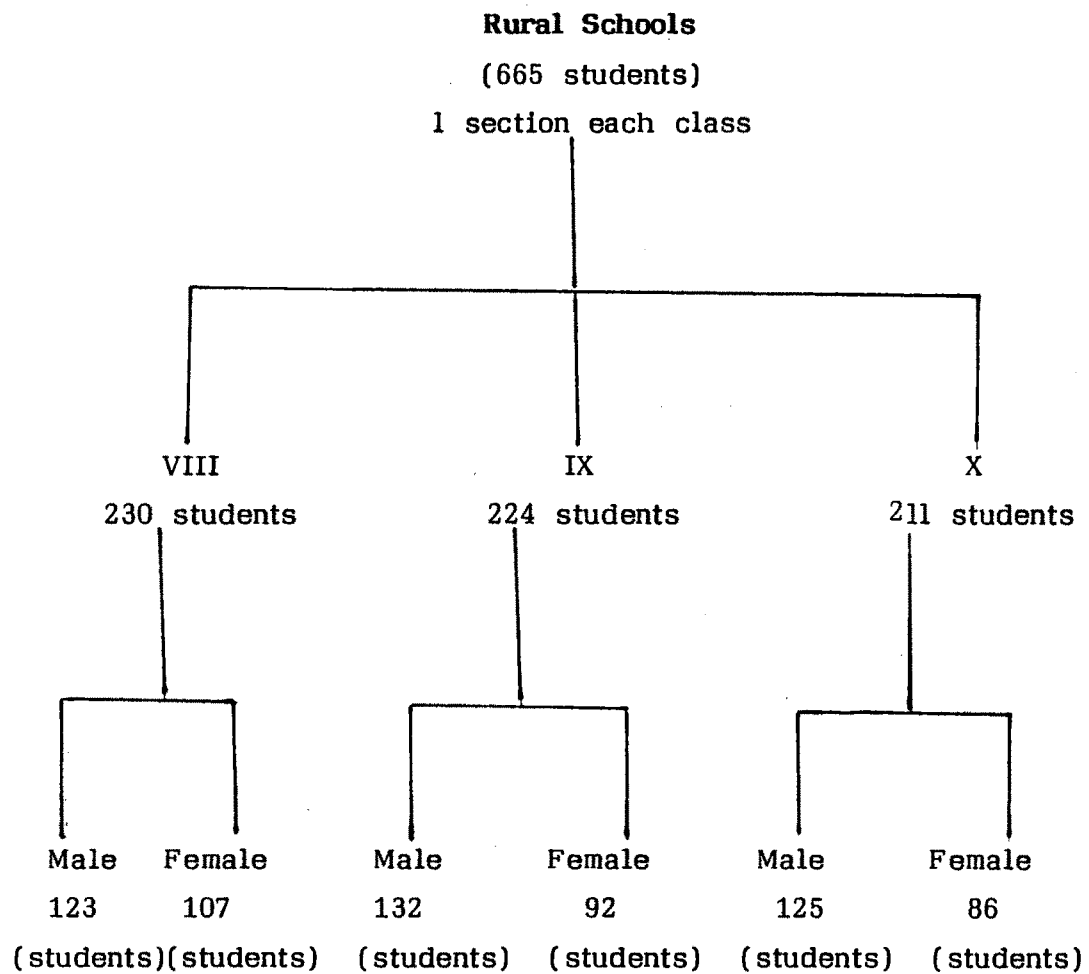 Rural Schools
(665 students)
1 section each class
VIII IX X
230 students 224 students 211 students
Male Female Male Female Male Female
123 107 132 92 125 86
(students)(students) (students) (students) (students) (students)